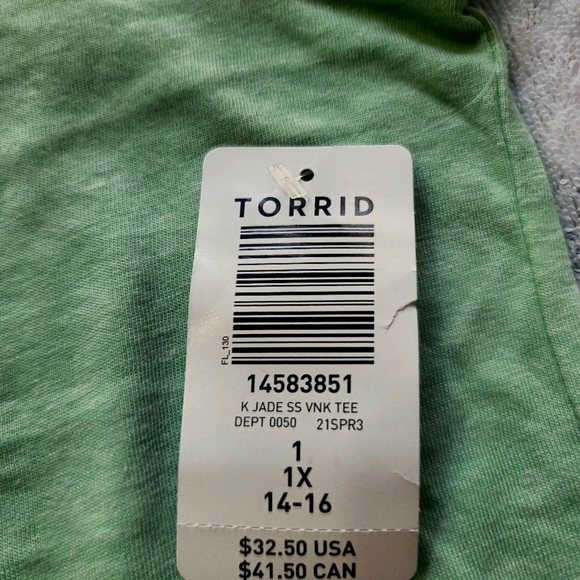 TORRID
FL_130
14583851
K JADE SS VNK TEE
DEPT 0050 21SPR3
1
1X
14-16
$32.50 USA
$41.50 CAN